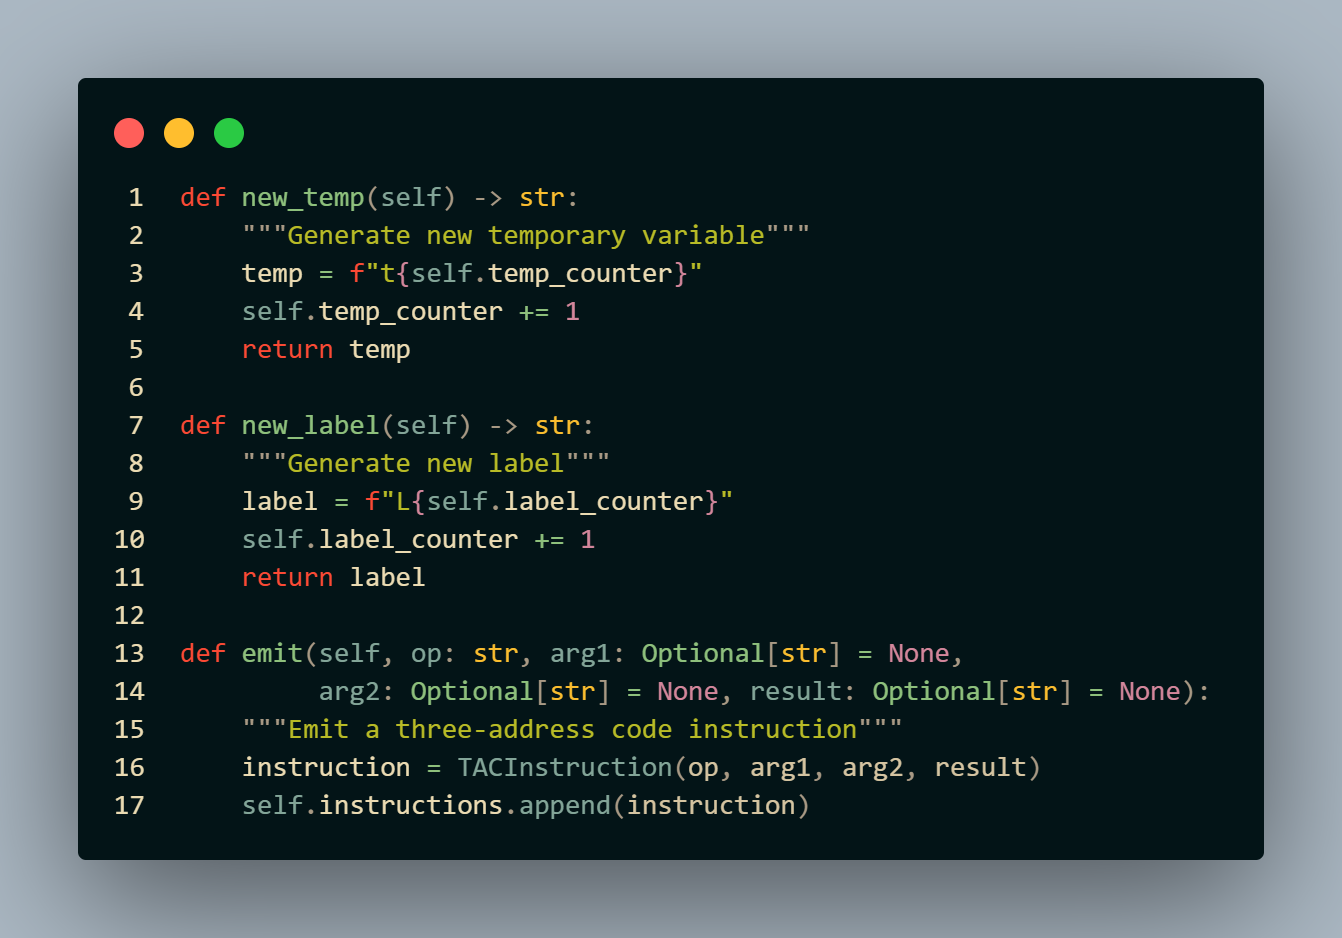 1 def new_temp(self) -> str:
2     """Generate new temporary variable"""
3     temp = f"t{self.temp_counter}"
4     self.temp_counter += 1
5     return temp
6
7 def new_label(self) -> str:
8     """Generate new label"""
9     label = f"L{self.label_counter}"
10     self.label_counter += 1
11     return label
12
13 def emit(self, op: str, arg1: Optional[str] = None,
14          arg2: Optional[str] = None, result: Optional[str] = None):
15     """Emit a three-address code instruction"""
16     instruction = TACInstruction(op, arg1, arg2, result)
17     self.instructions.append(instruction)